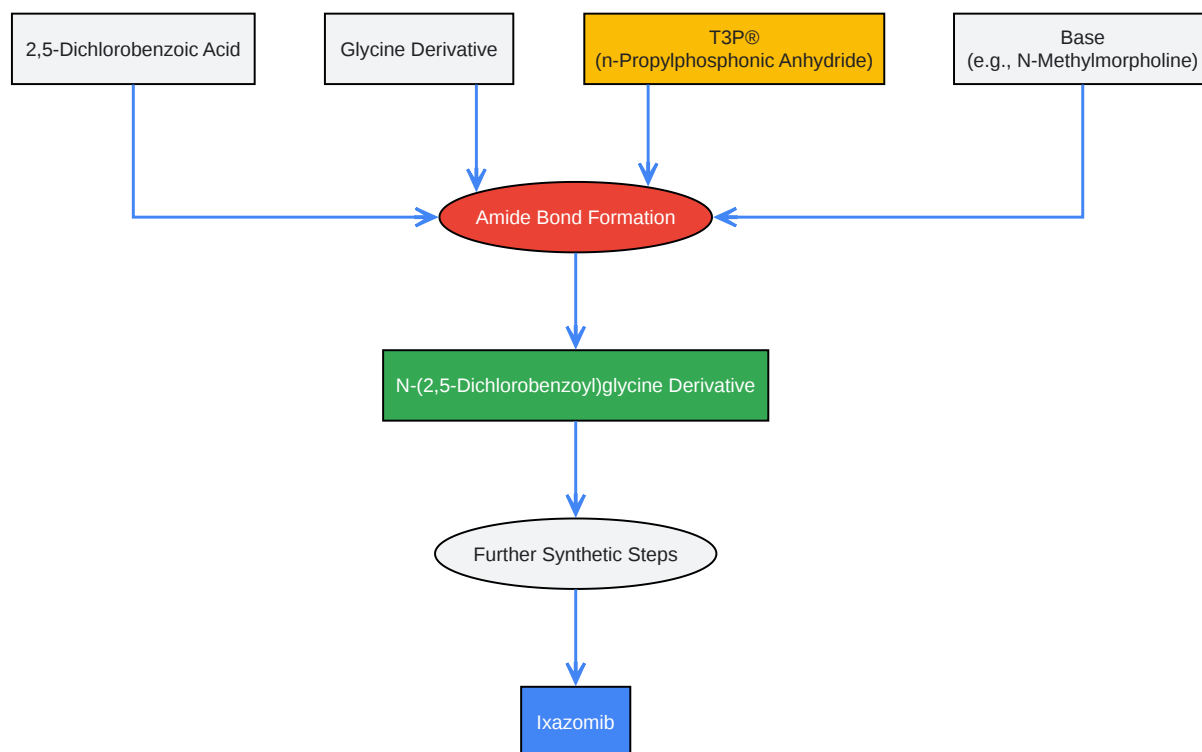 2,5-Dichlorobenzoic Acid
Glycine Derivative
T3P®
(n-Propylphosphonic Anhydride)
Base
(e.g., N-Methylmorpholine)
Amide Bond Formation
N-(2,5-Dichlorobenzoyl)glycine Derivative
Further Synthetic Steps
Ixazomib